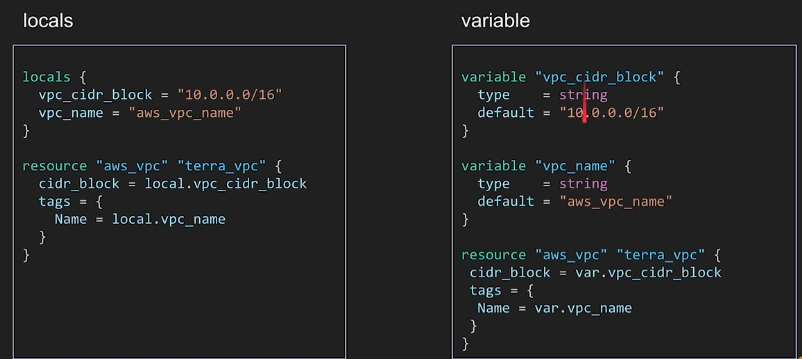 locals
locals {
  vpc_cidr_block = "10.0.0.0/16"
  vpc_name = "aws_vpc_name"
}
resource "aws_vpc" "terra_vpc" {
  cidr_block = local.vpc_cidr_block
  tags = {
    Name = local.vpc_name
  }
}
variable
variable "vpc_cidr_block" {
  type    = string
  default = "10.0.0.0/16"
}
variable "vpc_name" {
  type    = string
  default = "aws_vpc_name"
}
resource "aws_vpc" "terra_vpc" {
 cidr_block = var.vpc_cidr_block
 tags = {
  Name = var.vpc_name
 }
}